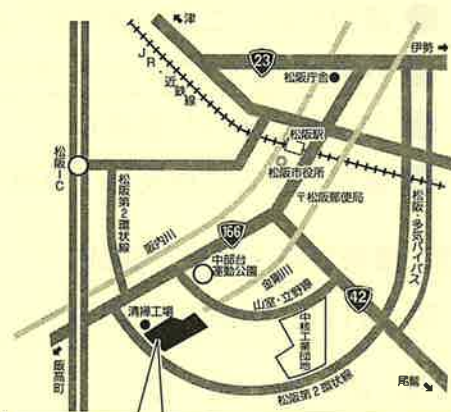 津
伊勢
23
JR・近鉄線
松阪庁舎
松阪駅
松阪市役所
松阪IC
松阪第2環状線
〒松阪郵便局
松阪・多気バイパス
阪内川
166
中部台
運動公園
金剛川
山室・立野線
42
清掃工場
中核工業団地
飯高町
松阪第2環状線
尾鷲